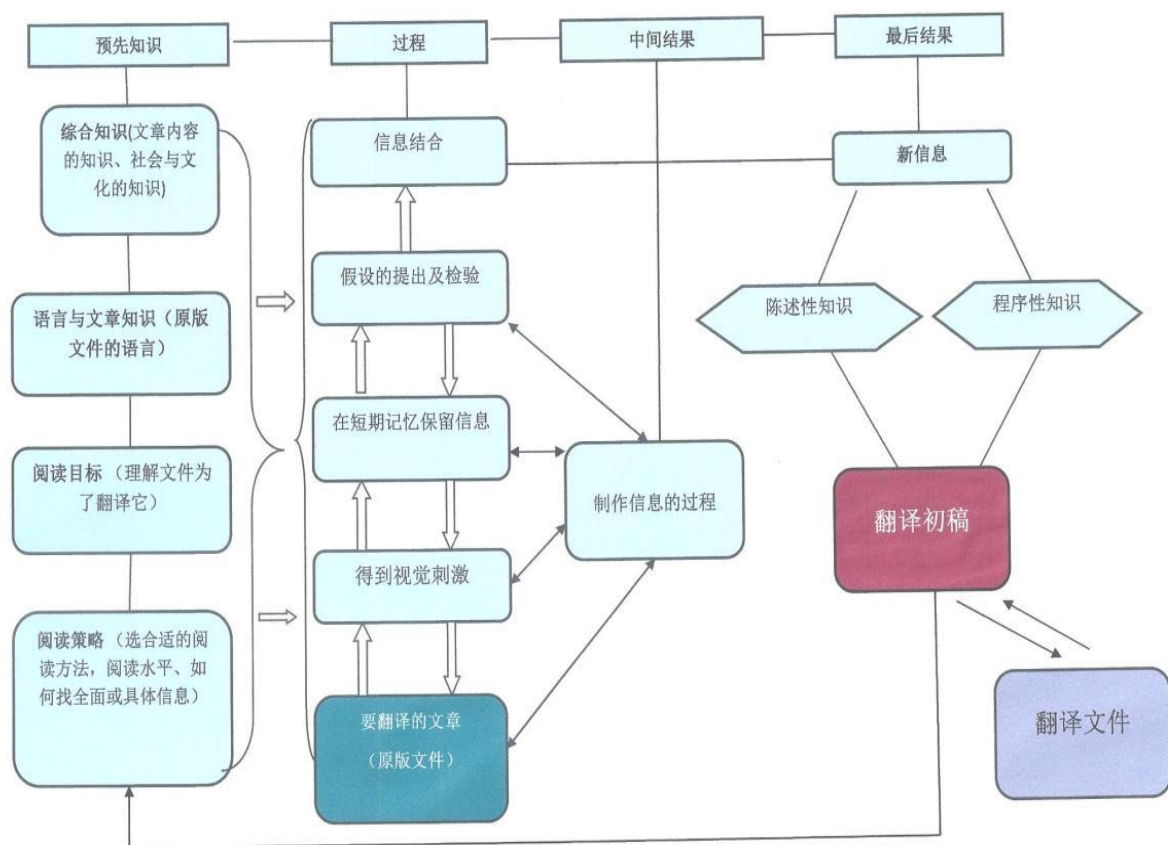 预先知识
过程
中间结果
最后结果
综合知识(文章内容
的知识、社会与文
化的知识)
信息结合
新信息
假设的提出及检验
语言与文章知识（原版
文件的语言）
陈述性知识
程序性知识
在短期记忆保留信息
阅读目标 （理解文件为
了翻译它）
制作信息的过程
翻译初稿
得到视觉刺激
阅读策略 （选合适的阅
读方法，阅读水平、如
何找全面或具体信息）
要翻译的文章
（原版文件）
翻译文件